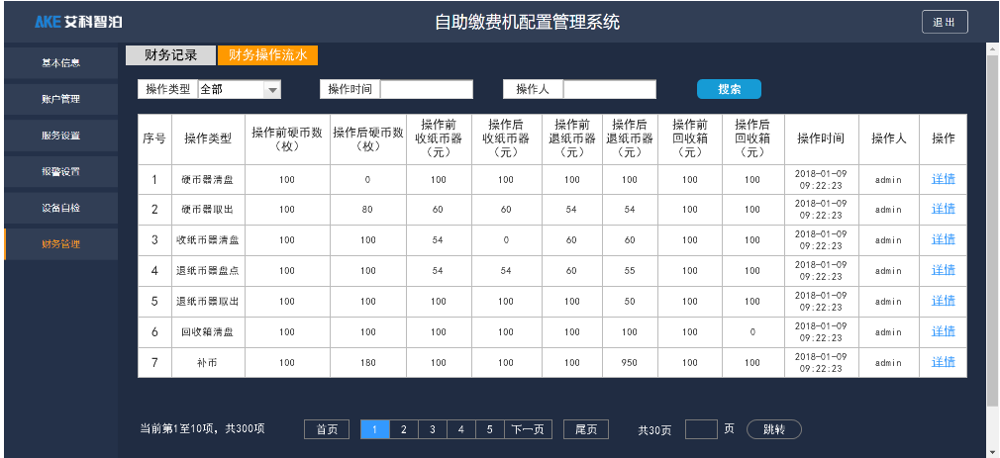 AKE 艾科智泊
自助缴费机配置管理系统
退出
基本信息
账户管理
服务设置
报警设置
设备自检
财务管理
财务记录 财务操作流水
操作类型 全部 操作时间 操作人 搜索
序号 操作类型 操作前硬币数（枚） 操作后硬币数（枚） 操作前收纸币器（元） 操作后收纸币器（元） 操作前退纸币器（元） 操作后退纸币器（元） 操作前回收箱（元） 操作后回收箱（元） 操作时间 操作人 操作
1 硬币器清盘 100 0 100 100 100 100 100 100 2018-01-09 09:22:23 admin 详情
2 硬币器取出 100 80 60 60 54 54 100 100 2018-01-09 09:22:23 admin 详情
3 收纸币器清盘 100 100 54 0 60 60 100 100 2018-01-09 09:22:23 admin 详情
4 退纸币器盘点 100 100 54 54 60 55 100 100 2018-01-09 09:22:23 admin 详情
5 退纸币器取出 100 100 100 100 100 50 100 100 2018-01-09 09:22:23 admin 详情
6 回收箱清盘 100 100 100 100 100 100 100 0 2018-01-09 09:22:23 admin 详情
7 补币 100 180 100 100 100 950 100 100 2018-01-09 09:22:23 admin 详情
当前第1至10项，共300项 首页 1 2 3 4 5 下一页 尾页 共30页 页 跳转